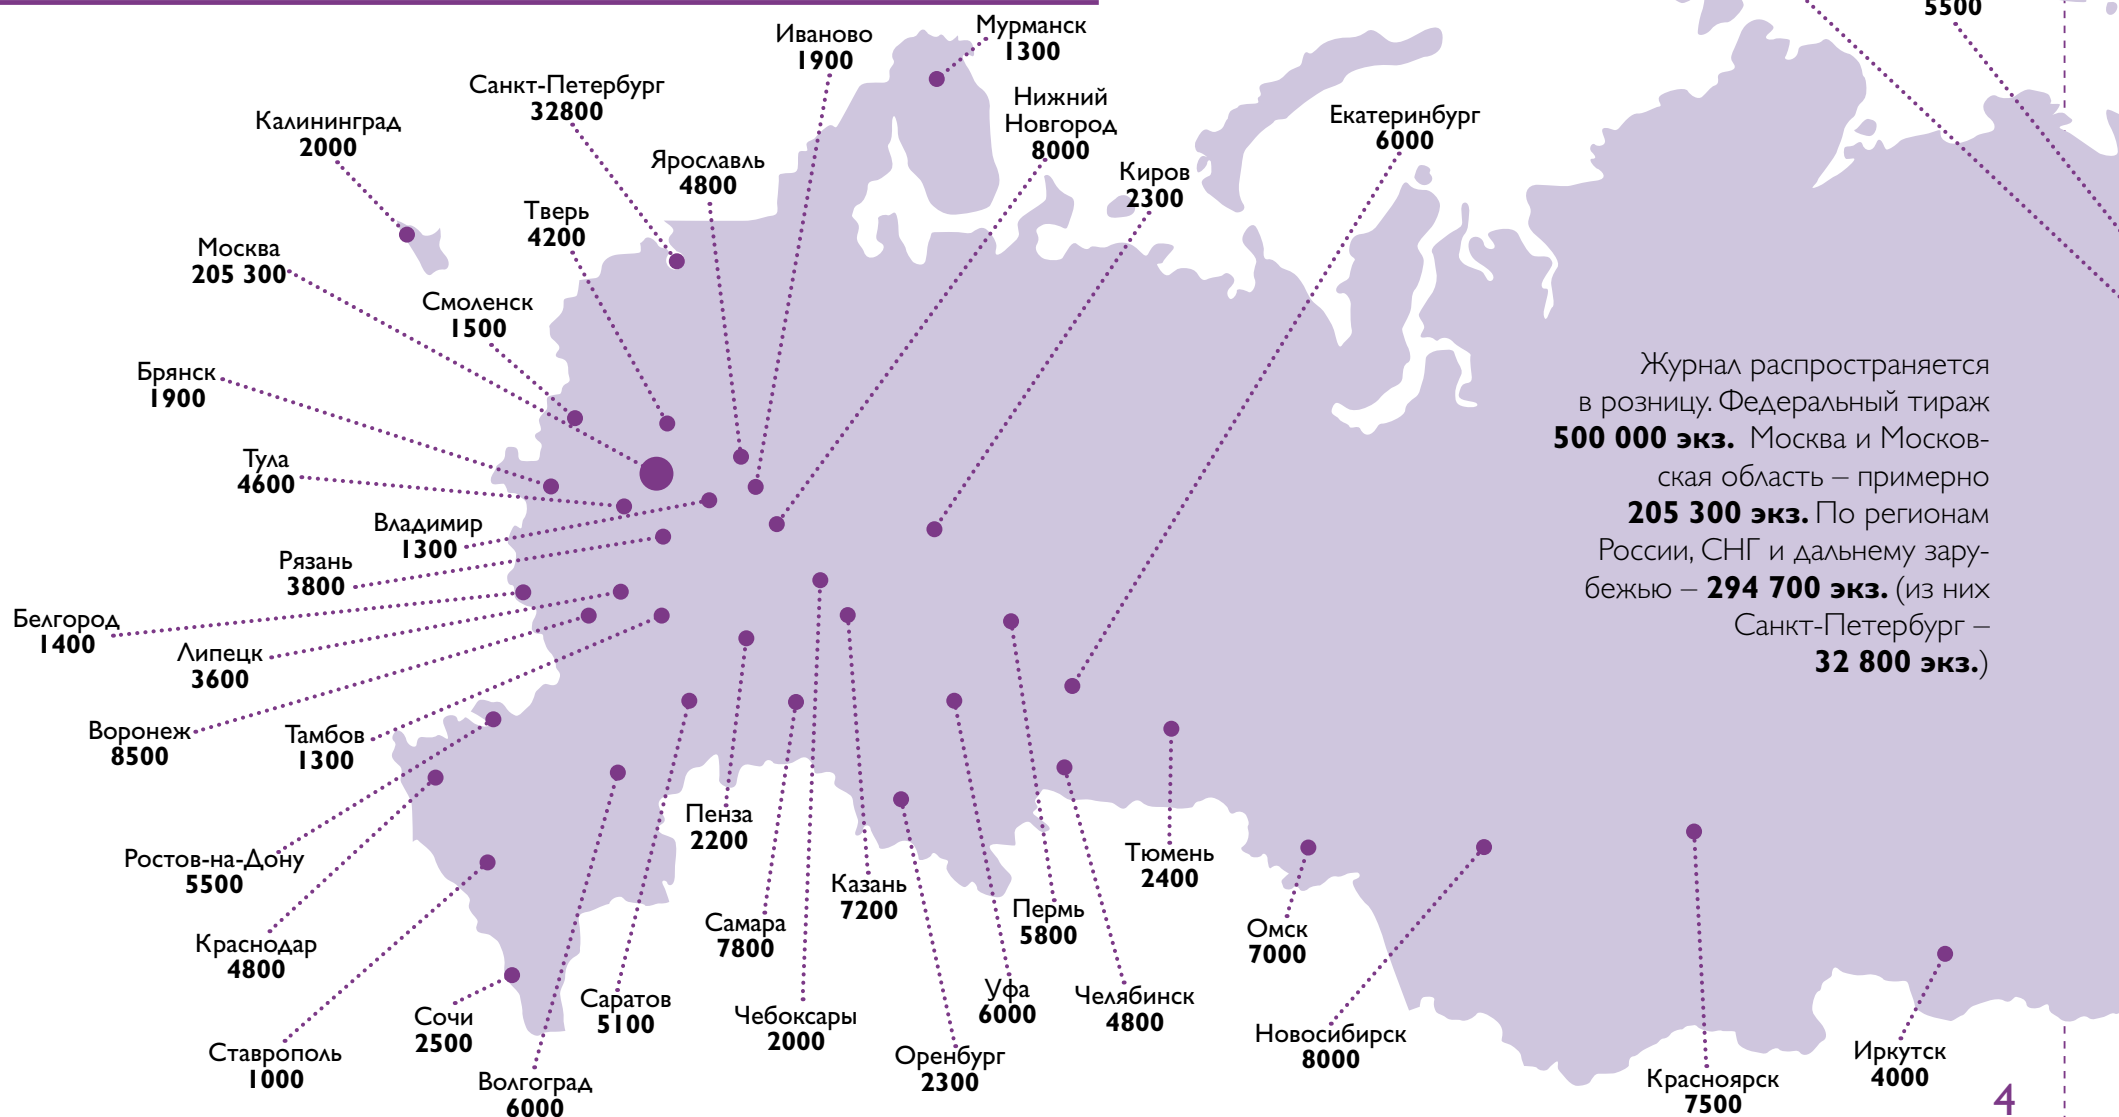 5500
Иваново
1900
Мурманск
1300
Санкт-Петербург
32800
Нижний
Новгород
8000
Екатеринбург
6000
Калининград
2000
Ярославль
4800
Киров
2300
Тверь
4200
Москва
205 300
Смоленск
1500
Брянск
1900
Тула
4600
Владимир
1300
Рязань
3800
Белгород
1400
Липецк
3600
Воронеж
8500
Тамбов
1300
Журнал распространяется
в розницу. Федеральный тираж
500 000 экз. Москва и Москов-
ская область – примерно
205 300 экз. По регионам
России, СНГ и дальнему зару-
бежью – 294 700 экз. (из них
Санкт-Петербург –
32 800 экз.)
Ростов-на-Дону
5500
Краснодар
4800
Ставрополь
1000
Сочи
2500
Волгоград
6000
Саратов
5100
Пенза
2200
Самара
7800
Чебоксары
2000
Казань
7200
Оренбург
2300
Уфа
6000
Пермь
5800
Челябинск
4800
Тюмень
2400
Омск
7000
Новосибирск
8000
Красноярск
7500
Иркутск
4000
4